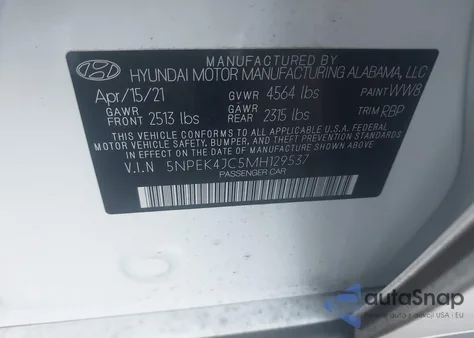 MANUFACTURED BY
HYUNDAI MOTOR MANUFACTURING ALABAMA, LLC
Apr/15/21 GVWR 4564 lbs PAINT WW8
GAWR FRONT 2513 lbs GAWR REAR 2315 lbs TRIM RBP
THIS VEHICLE CONFORMS TO ALL APPLICABLE U.S. FEDERAL
MOTOR VEHICLE SAFETY, BUMPER, AND THEFT PREVENTION STANDARDS
IN EFFECT ON THE DATE OF MANUFACTURE SHOWN ABOVE.
V.I.N 5NPEK4JC5MH129537
PASSENGER CAR
autoSnap
USA | EU